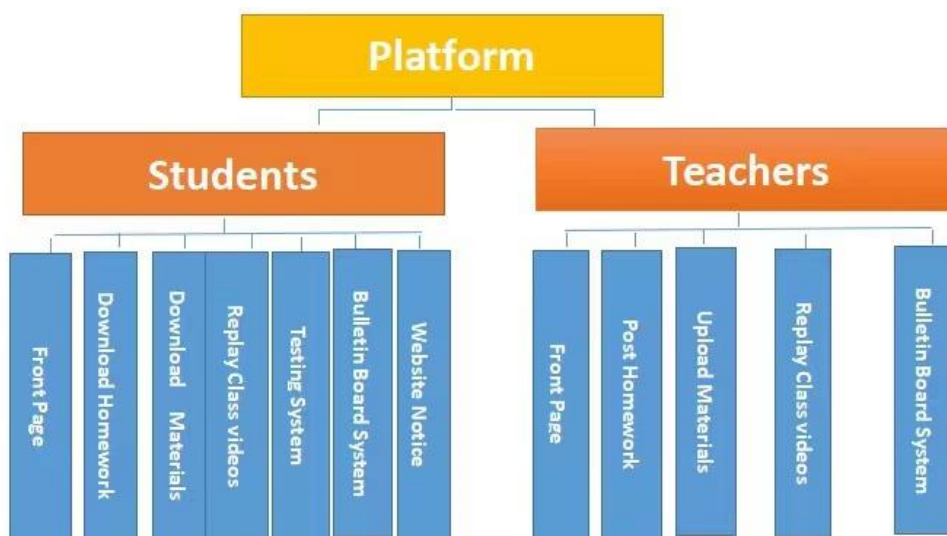 Platform
Students
Teachers
Front Page
Download Homework
Download Materials
Replay Class videos
Testing System
Bulletin Board System
Website Notice
Front Page
Post Homework
Upload Materials
Replay Class videos
Bulletin Board System